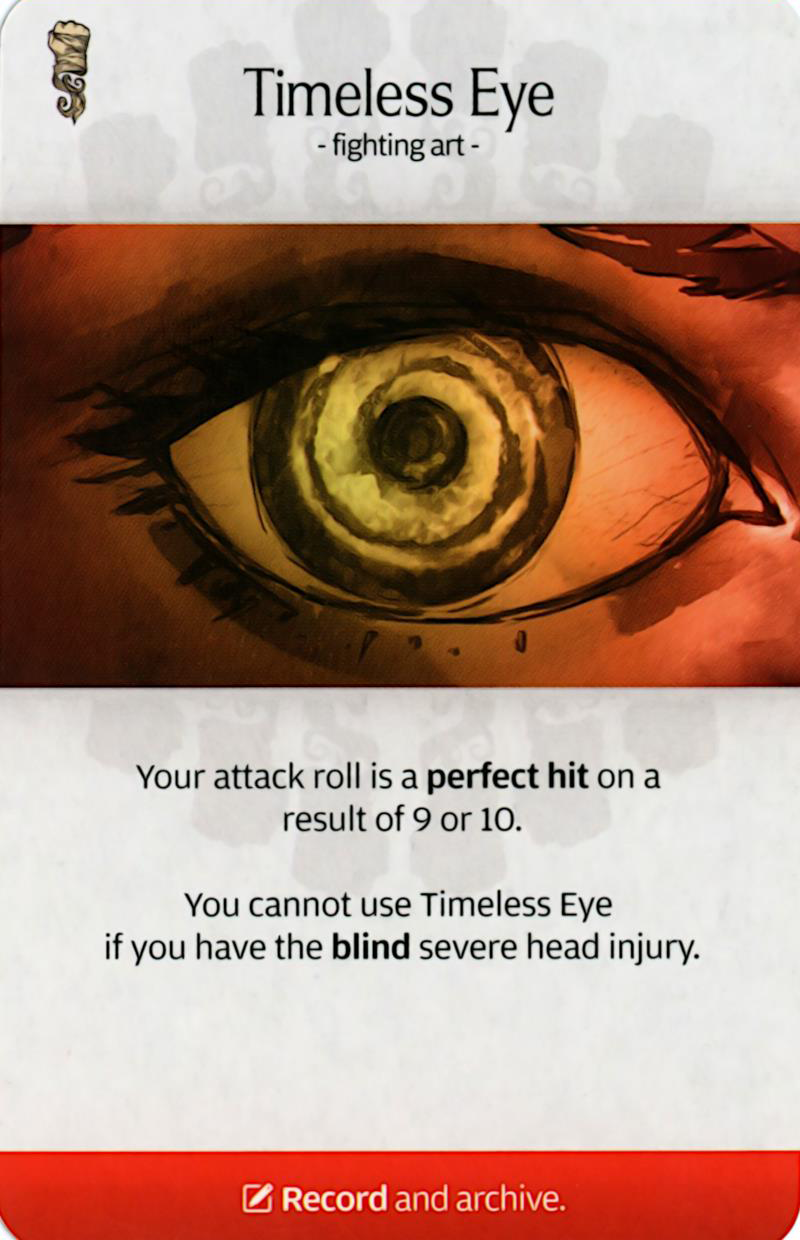 Timeless Eye
- fighting art -
Your attack roll is a perfect hit on a
result of 9 or 10.
You cannot use Timeless Eye
if you have the blind severe head injury.
Record and archive.